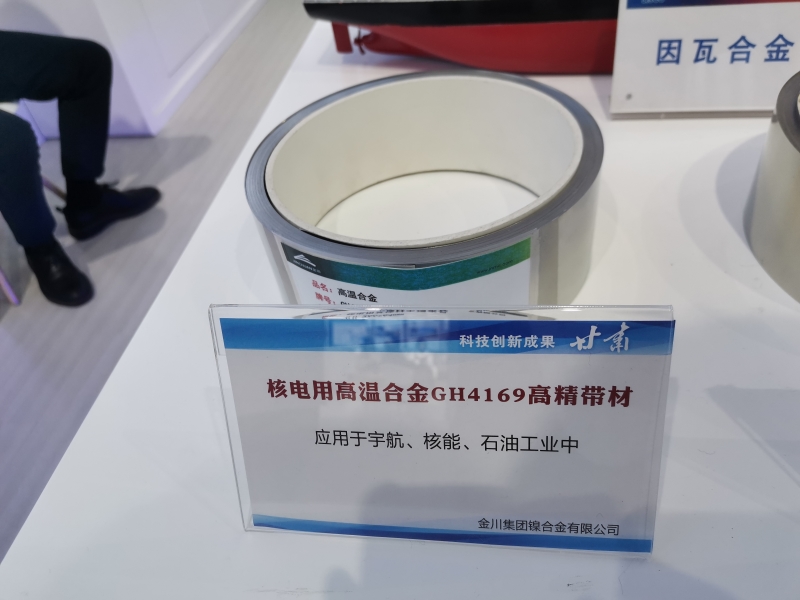 因瓦合金
品名：高温合金
牌号：
科技创新成果 甘肃
核电用高温合金GH4169高精带材
应用于宇航、核能、石油工业中
金川集团镍合金有限公司